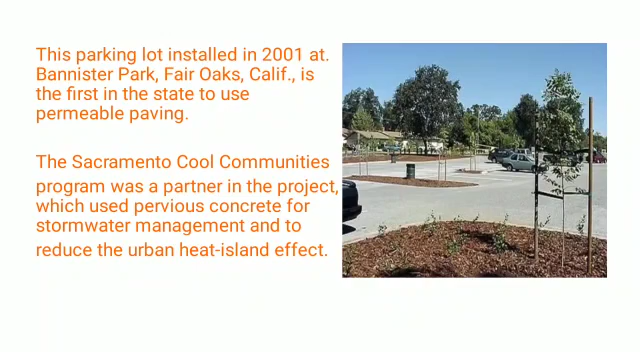 This parking lot installed in 2001 at.
Bannister Park, Fair Oaks, Calif., is
the first in the state to use
permeable paving.
The Sacramento Cool Communities
program was a partner in the project,
which used pervious concrete for
stormwater management and to
reduce the urban heat-island effect.